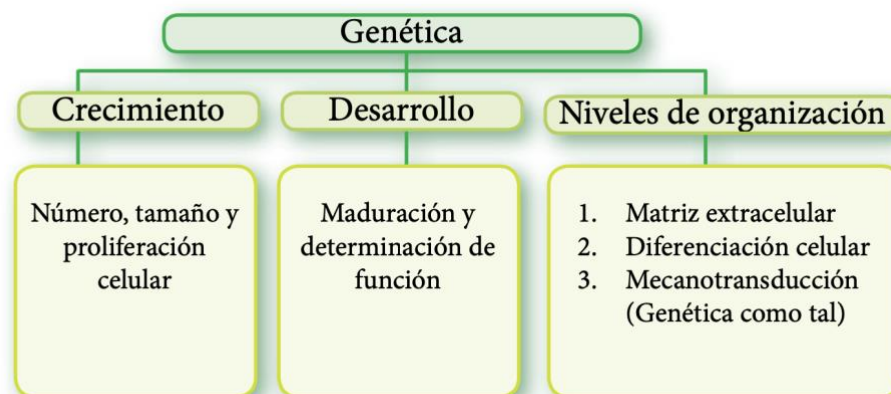 Genética
Crecimiento
Desarrollo
Niveles de organización
Número, tamaño y
proliferación
celular
Maduración y
determinación de
función
1. Matriz extracelular
2. Diferenciación celular
3. Mecanotransducción
(Genética como tal)